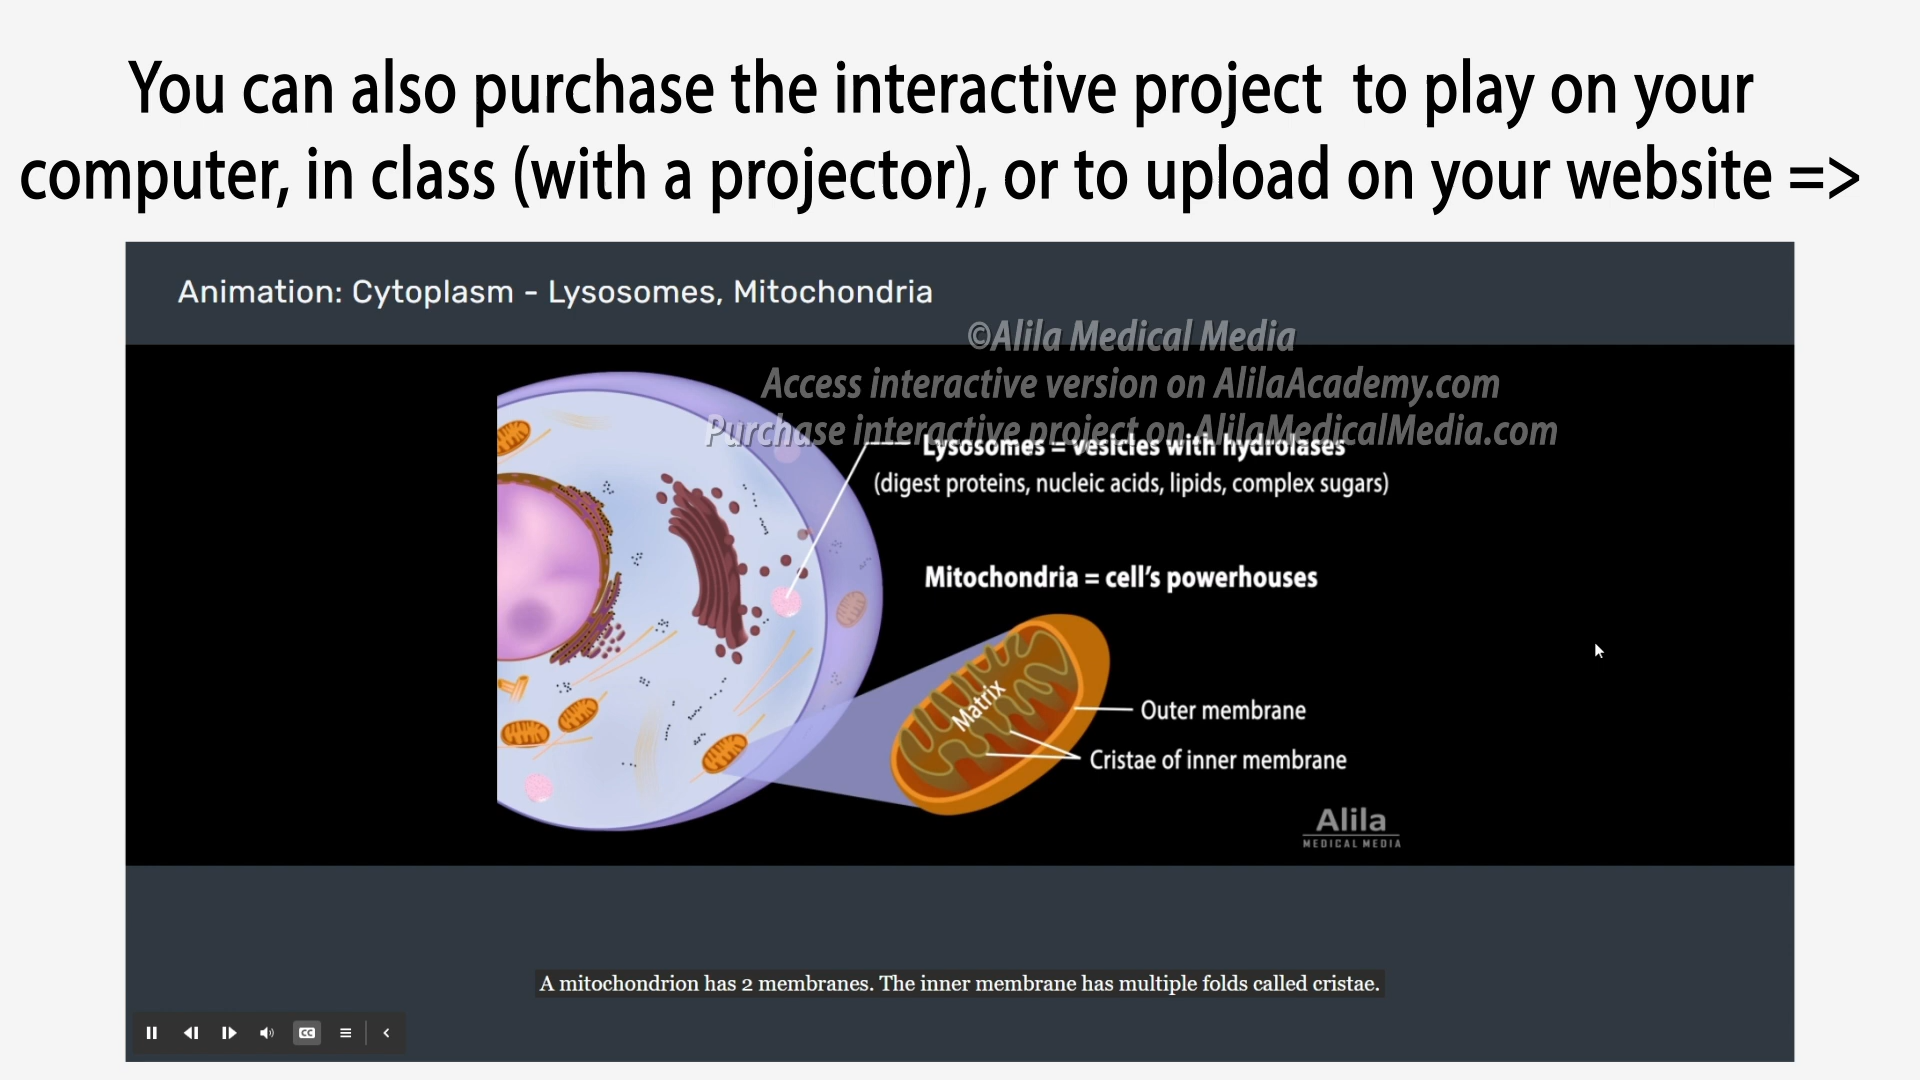 You can also purchase the interactive project  to play on your
computer, in class (with a projector), or to upload on your website =>
Animation: Cytoplasm - Lysosomes, Mitochondria
©Alila Medical Media
Access interactive version on AlilaAcademy.com
Purchase interactive project on AlilaMedicalMedia.com
Lysosomes = vesicles with hydrolases
(digest proteins, nucleic acids, lipids, complex sugars)
Mitochondria = cell's powerhouses
Matrix
Outer membrane
Cristae of inner membrane
Alila
MEDICAL MEDIA
A mitochondrion has 2 membranes. The inner membrane has multiple folds called cristae.
CC